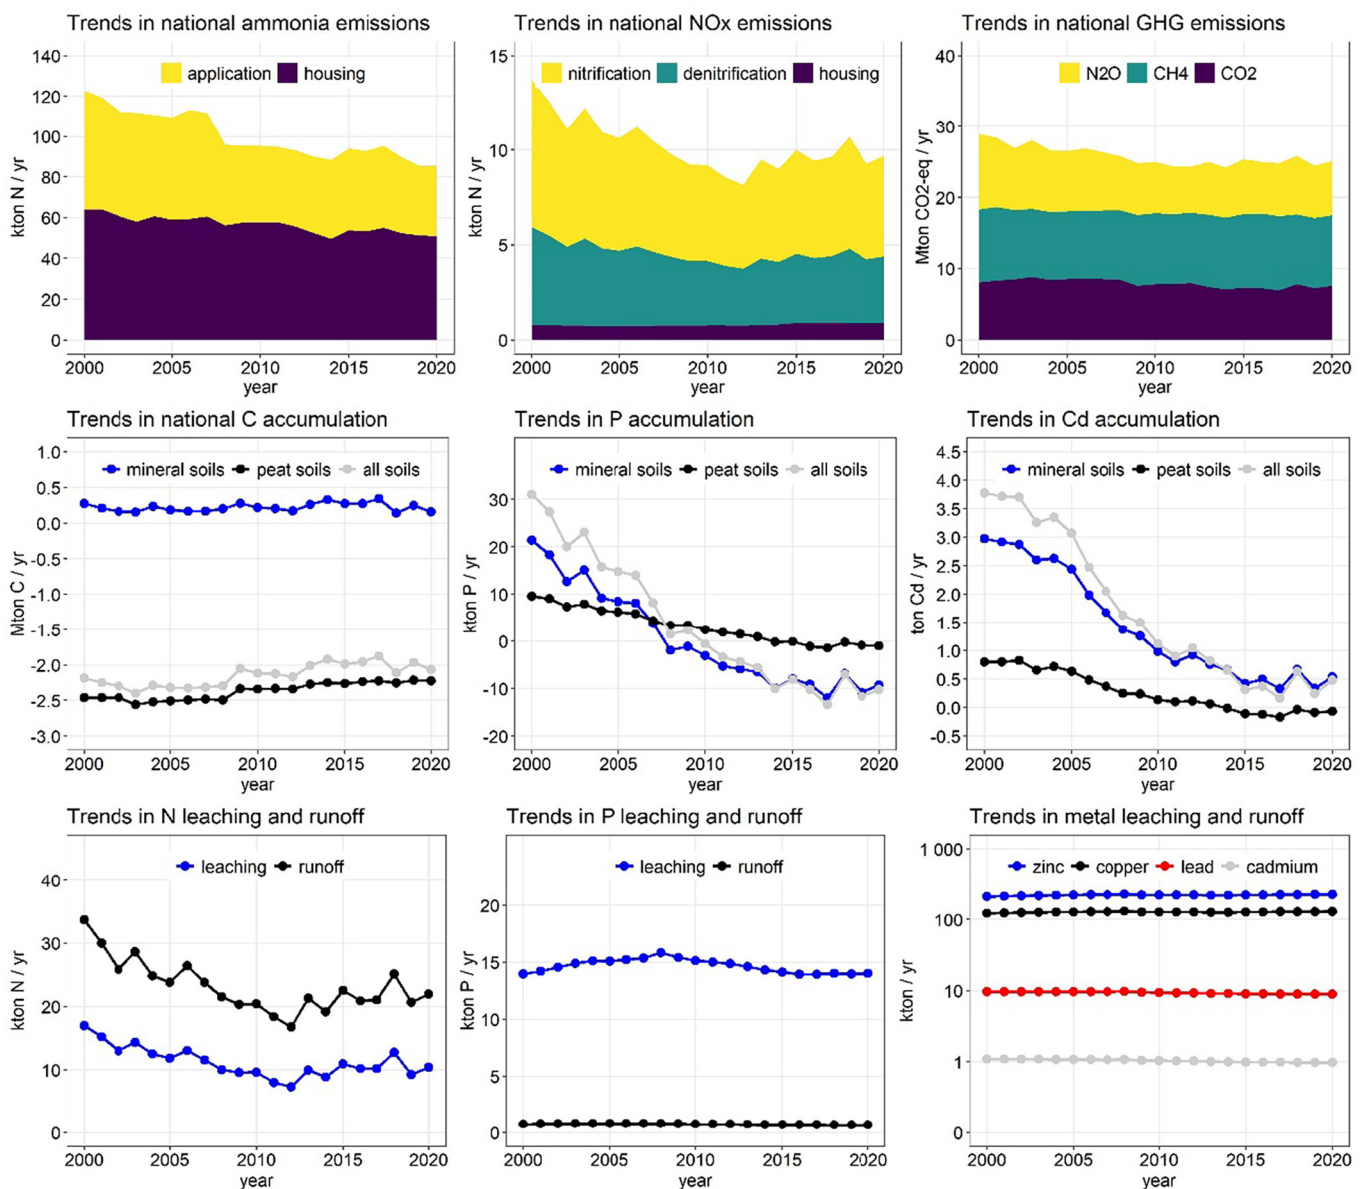 Trends in national ammonia emissions
application housing
kton N / yr
140
120
100
80
60
40
20
0
2000 2005 2010 2015 2020
year
Trends in national NOx emissions
nitrification denitrification housing
kton N / yr
15
10
5
0
2000 2005 2010 2015 2020
year
Trends in national GHG emissions
N2O CH4 CO2
Mton CO2-eq / yr
40
30
20
10
0
2000 2005 2010 2015 2020
year
Trends in national C accumulation
mineral soils peat soils all soils
Mton C / yr
1.0
0.5
0.0
-0.5
-1.0
-1.5
-2.0
-2.5
-3.0
2000 2005 2010 2015 2020
year
Trends in P accumulation
mineral soils peat soils all soils
kton P / yr
30
20
10
0
-10
-20
2000 2005 2010 2015 2020
year
Trends in Cd accumulation
mineral soils peat soils all soils
ton Cd / yr
4.5
4.0
3.5
3.0
2.5
2.0
1.5
1.0
0.5
0.0
-0.5
2000 2005 2010 2015 2020
year
Trends in N leaching and runoff
leaching runoff
kton N / yr
40
30
20
10
0
2000 2005 2010 2015 2020
year
Trends in P leaching and runoff
leaching runoff
kton P / yr
20
15
10
5
0
2000 2005 2010 2015 2020
year
Trends in metal leaching and runoff
zinc copper lead cadmium
kton / yr
1 000
100
10
1
0
2000 2005 2010 2015 2020
year